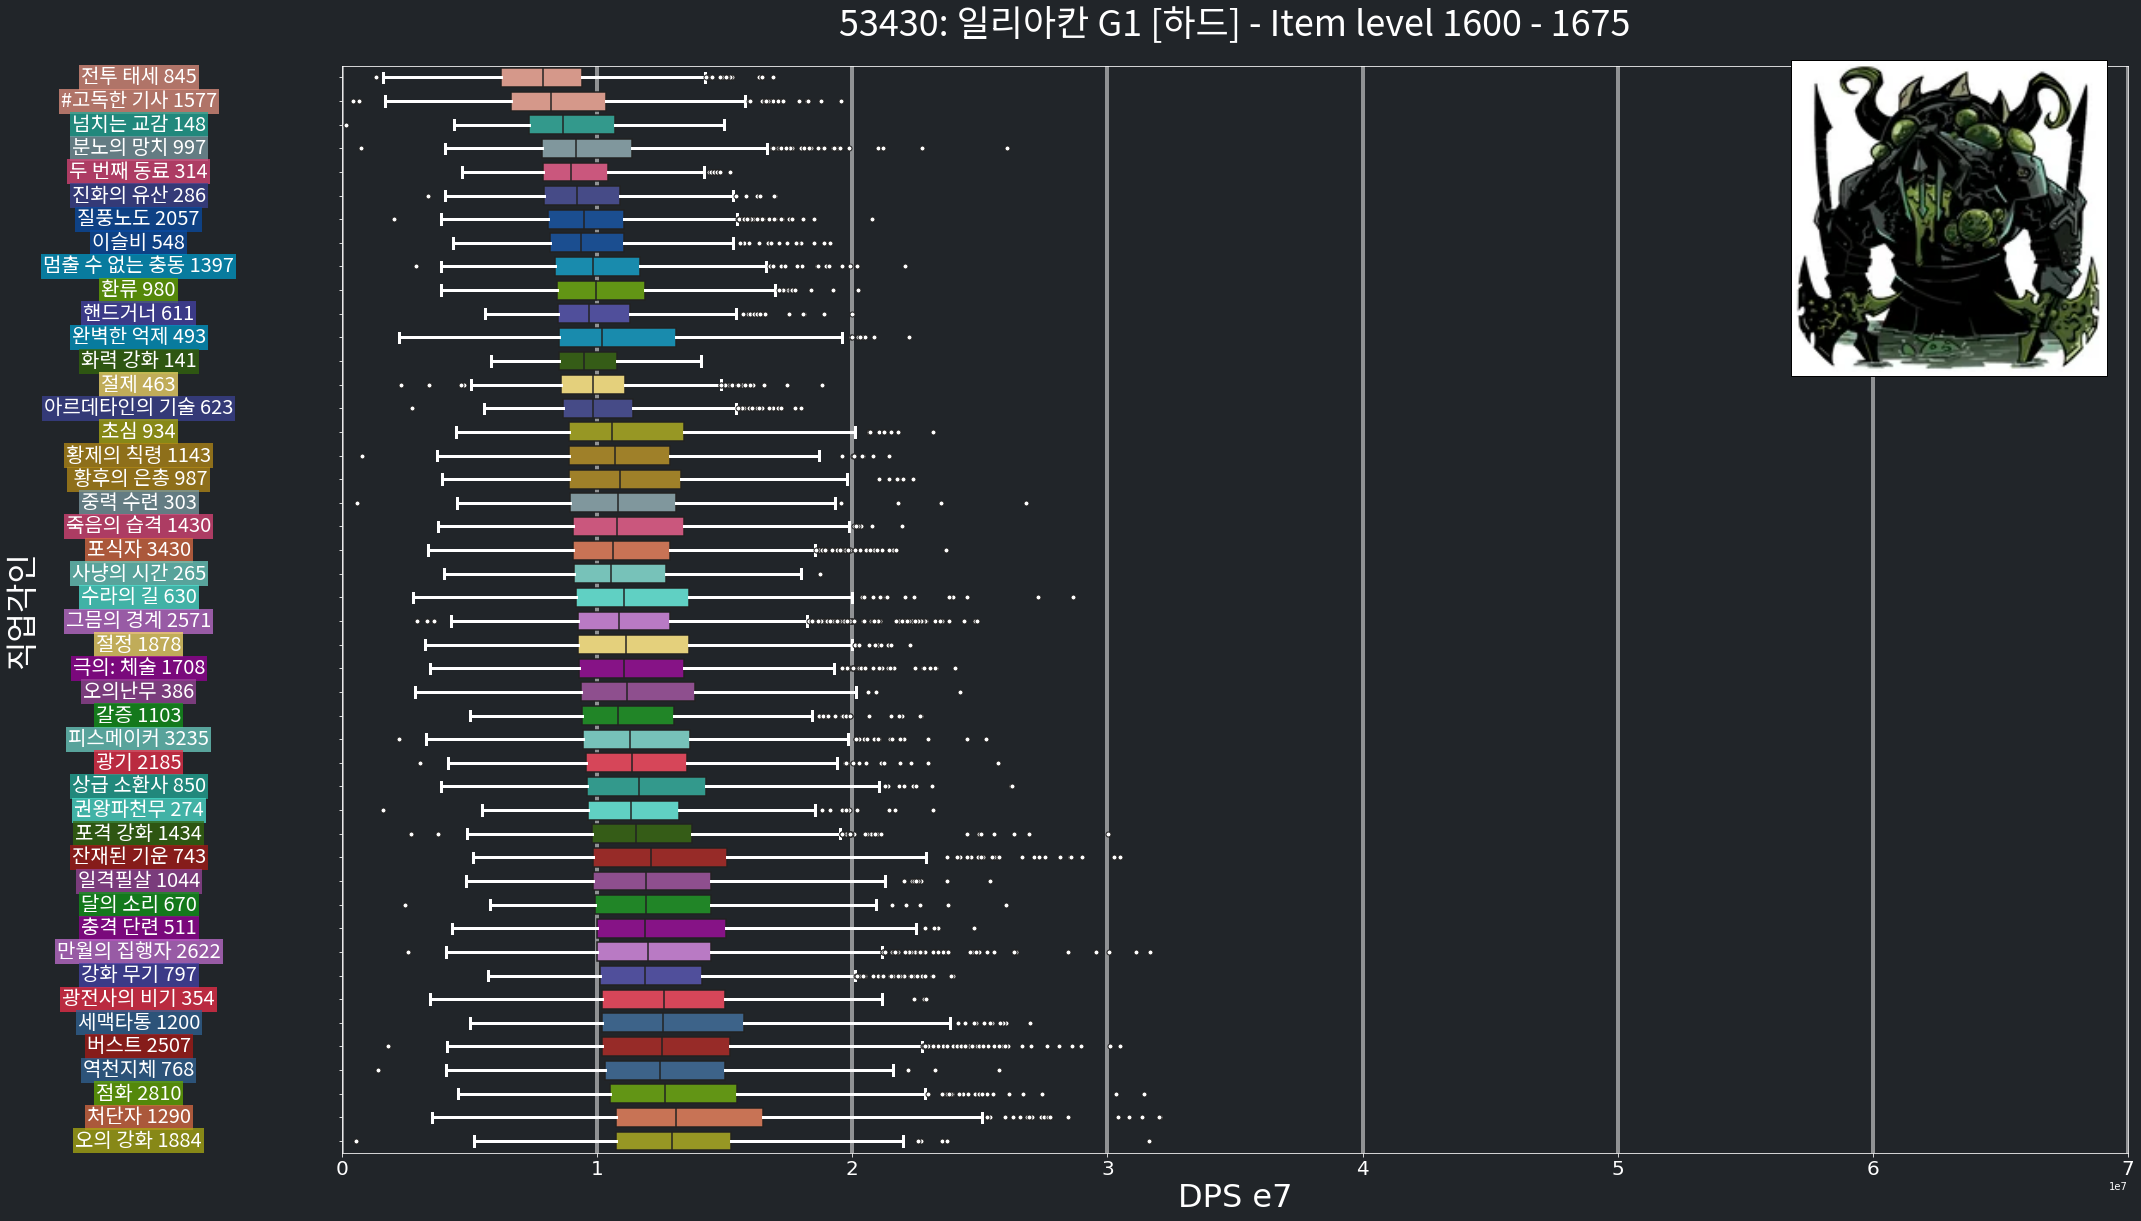 53430: 일리아칸 G1 [하드] - Item level 1600 - 1675
직업각인
전투 태세 845
#고독한 기사 1577
넘치는 교감 148
분노의 망치 997
두 번째 동료 314
진화의 유산 286
질풍노도 2057
이슬비 548
멈출 수 없는 충동 1397
환류 980
핸드거너 611
완벽한 억제 493
화력 강화 141
절제 463
아르데타인의 기술 623
초심 934
황제의 칙령 1143
황후의 은총 987
중력 수련 303
죽음의 습격 1430
포식자 3430
사냥의 시간 265
수라의 길 630
그믐의 경계 2571
절정 1878
극의: 체술 1708
오의난무 386
갈증 1103
피스메이커 3235
광기 2185
상급 소환사 850
권왕파천무 274
포격 강화 1434
잔재된 기운 743
일격필살 1044
달의 소리 670
충격 단련 511
만월의 집행자 2622
강화 무기 797
광전사의 비기 354
세맥타통 1200
버스트 2507
역천지체 768
점화 2810
처단자 1290
오의 강화 1884
0 1 2 3 4 5 6 7
1e7
DPS e7